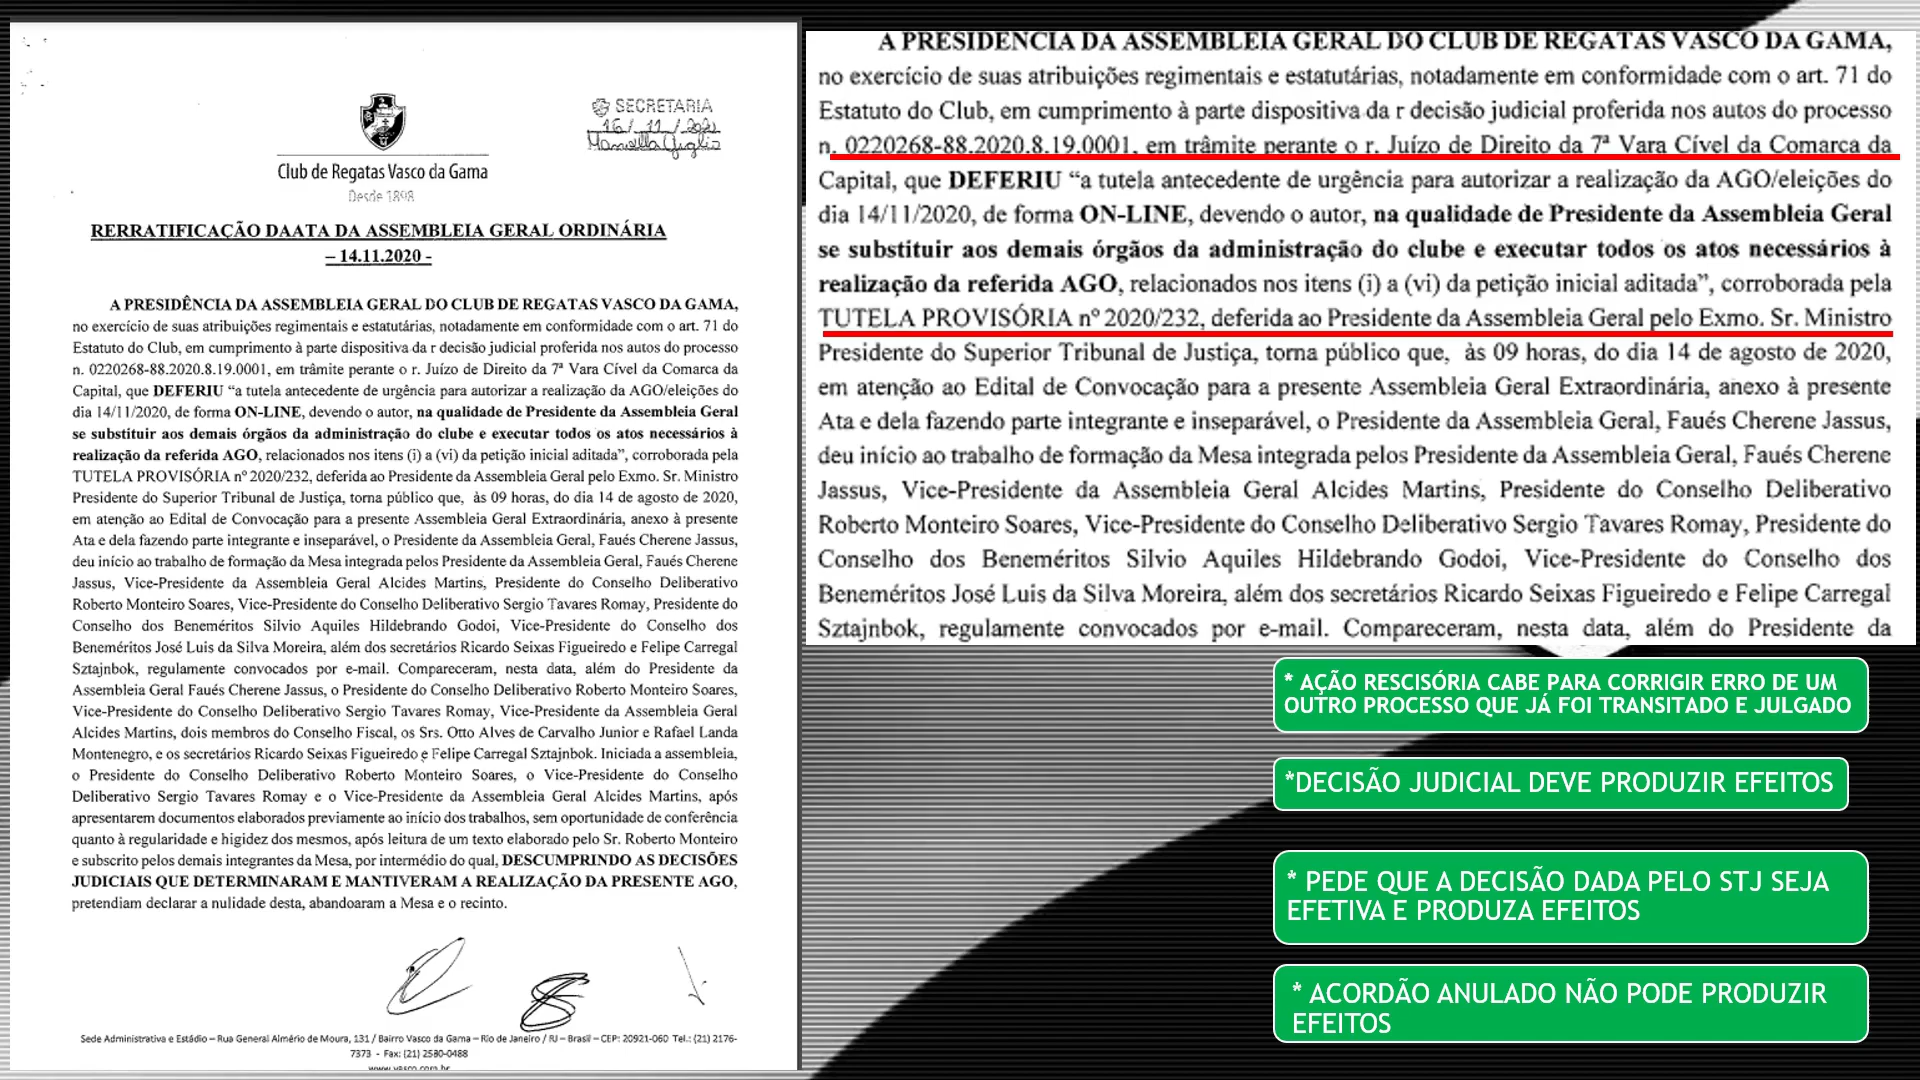 SECRETARIA
16/11/2021
Club de Regatas Vasco da Gama
Desde 1898
RERRATIFICAÇÃO DAATA DA ASSEMBLEIA GERAL ORDINÁRIA
– 14.11.2020 -
A PRESIDÊNCIA DA ASSEMBLEIA GERAL DO CLUB DE REGATAS VASCO DA GAMA,
no exercício de suas atribuições regimentais e estatutárias, notadamente em conformidade com o art. 71 do
Estatuto do Club, em cumprimento à parte dispositiva da r decisão judicial proferida nos autos do processo
n. 0220268-88.2020.8.19.0001, em trâmite perante o r. Juízo de Direito da 7ª Vara Cível da Comarca da
Capital, que DEFERIU “a tutela antecedente de urgência para autorizar a realização da AGO/eleições do
dia 14/11/2020, de forma ON-LINE, devendo o autor, na qualidade de Presidente da Assembleia Geral
se substituir aos demais órgãos da administração do clube e executar todos os atos necessários à
realização da referida AGO, relacionados nos itens (i) a (vi) da petição inicial aditada”, corroborada pela
TUTELA PROVISÓRIA nº 2020/232, deferida ao Presidente da Assembleia Geral pelo Exmo. Sr. Ministro
Presidente do Superior Tribunal de Justiça, torna público que, às 09 horas, do dia 14 de agosto de 2020,
em atenção ao Edital de Convocação para a presente Assembleia Geral Extraordinária, anexo à presente
Ata e dela fazendo parte integrante e inseparável, o Presidente da Assembleia Geral, Faués Cherene Jassus,
deu início ao trabalho de formação da Mesa integrada pelos Presidente da Assembleia Geral, Faués Cherene
Jassus, Vice-Presidente da Assembleia Geral Alcides Martins, Presidente do Conselho Deliberativo
Roberto Monteiro Soares, Vice-Presidente do Conselho Deliberativo Sergio Tavares Romay, Presidente do
Conselho dos Beneméritos Silvio Aquiles Hildebrando Godoi, Vice-Presidente do Conselho dos
Beneméritos José Luis da Silva Moreira, além dos secretários Ricardo Seixas Figueiredo e Felipe Carregal
Sztajnbok, regulamente convocados por e-mail. Compareceram, nesta data, além do Presidente da
Assembleia Geral Faués Cherene Jassus, o Presidente do Conselho Deliberativo Roberto Monteiro Soares,
Vice-Presidente do Conselho Deliberativo Sergio Tavares Romay, Vice-Presidente da Assembleia Geral
Alcides Martins, dois membros do Conselho Fiscal, os Srs. Otto Alves de Carvalho Junior e Rafael Landa
Montenegro, e os secretários Ricardo Seixas Figueiredo e Felipe Carregal Sztajnbok. Iniciada a assembleia,
o Presidente do Conselho Deliberativo Roberto Monteiro Soares, o Vice-Presidente do Conselho
Deliberativo Sergio Tavares Romay e o Vice-Presidente da Assembleia Geral Alcides Martins, após
apresentarem documentos elaborados previamente ao início dos trabalhos, sem oportunidade de conferência
quanto à regularidade e higidez dos mesmos, após leitura de um texto elaborado pelo Sr. Roberto Monteiro
e subscrito pelos demais integrantes da Mesa, por intermédio do qual, DESCUMPRINDO AS DECISÕES
JUDICIAIS QUE DETERMINARAM E MANTIVERAM A REALIZAÇÃO DA PRESENTE AGO,
pretendiam declarar a nulidade desta, abandoaram a Mesa e o recinto.
Sede Administrativa e Estádio – Rua General Almério de Moura, 131 / Bairro Vasco da Gama – Rio de Janeiro / RJ – Brasil – CEP: 20921-060 Tel.: (21) 2176-
7373 - Fax: (21) 2580-0488
www.vasco.com.br
A PRESIDÊNCIA DA ASSEMBLEIA GERAL DO CLUB DE REGATAS VASCO DA GAMA,
no exercício de suas atribuições regimentais e estatutárias, notadamente em conformidade com o art. 71 do
Estatuto do Club, em cumprimento à parte dispositiva da r decisão judicial proferida nos autos do processo
n. 0220268-88.2020.8.19.0001, em trâmite perante o r. Juízo de Direito da 7ª Vara Cível da Comarca da
Capital, que DEFERIU “a tutela antecedente de urgência para autorizar a realização da AGO/eleições do
dia 14/11/2020, de forma ON-LINE, devendo o autor, na qualidade de Presidente da Assembleia Geral
se substituir aos demais órgãos da administração do clube e executar todos os atos necessários à
realização da referida AGO, relacionados nos itens (i) a (vi) da petição inicial aditada”, corroborada pela
TUTELA PROVISÓRIA nº 2020/232, deferida ao Presidente da Assembleia Geral pelo Exmo. Sr. Ministro
Presidente do Superior Tribunal de Justiça, torna público que, às 09 horas, do dia 14 de agosto de 2020,
em atenção ao Edital de Convocação para a presente Assembleia Geral Extraordinária, anexo à presente
Ata e dela fazendo parte integrante e inseparável, o Presidente da Assembleia Geral, Faués Cherene Jassus,
deu início ao trabalho de formação da Mesa integrada pelos Presidente da Assembleia Geral, Faués Cherene
Jassus, Vice-Presidente da Assembleia Geral Alcides Martins, Presidente do Conselho Deliberativo
Roberto Monteiro Soares, Vice-Presidente do Conselho Deliberativo Sergio Tavares Romay, Presidente do
Conselho dos Beneméritos Silvio Aquiles Hildebrando Godoi, Vice-Presidente do Conselho dos
Beneméritos José Luis da Silva Moreira, além dos secretários Ricardo Seixas Figueiredo e Felipe Carregal
Sztajnbok, regulamente convocados por e-mail. Compareceram, nesta data, além do Presidente da
* AÇÃO RESCISÓRIA CABE PARA CORRIGIR ERRO DE UM
OUTRO PROCESSO QUE JÁ FOI TRANSITADO E JULGADO
*DECISÃO JUDICIAL DEVE PRODUZIR EFEITOS
* PEDE QUE A DECISÃO DADA PELO STJ SEJA
EFETIVA E PRODUZA EFEITOS
* ACORDÃO ANULADO NÃO PODE PRODUZIR
EFEITOS